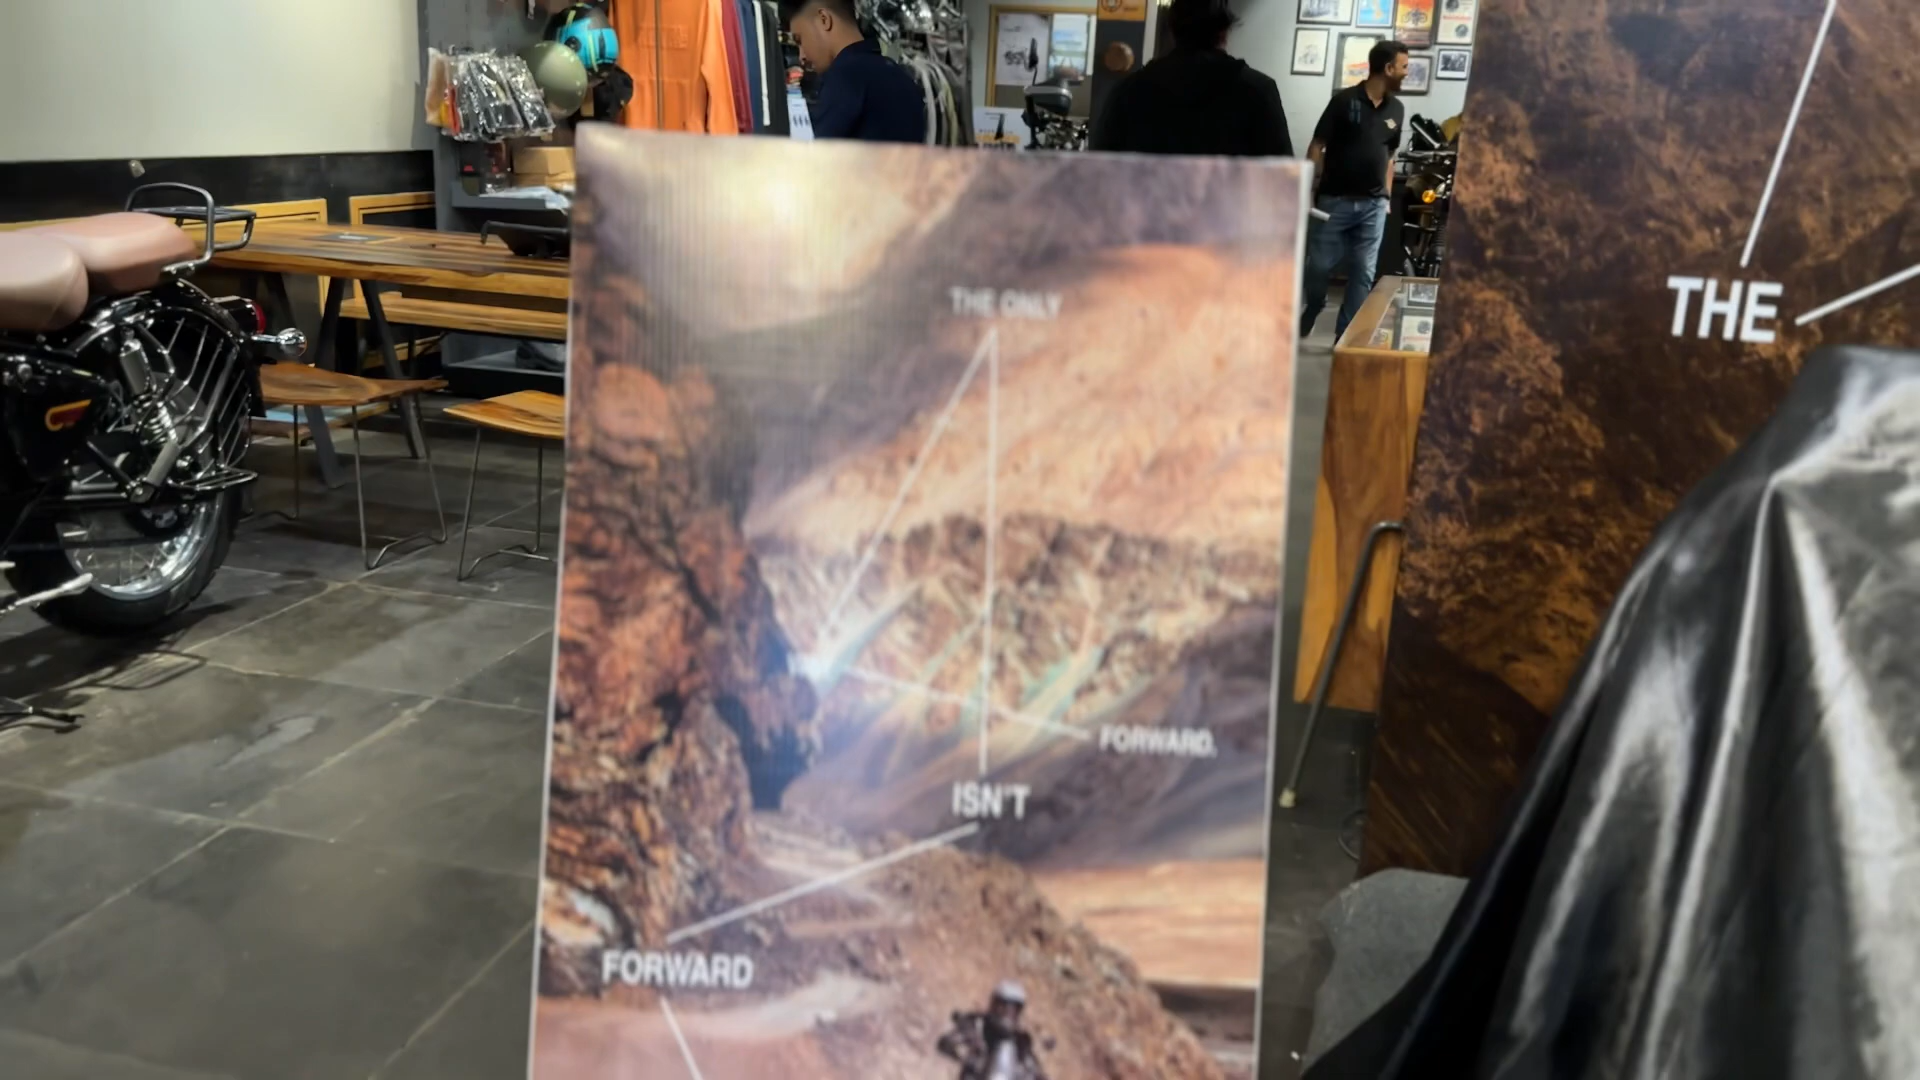 THE ONLY
FORWARD.
ISN'T
FORWARD
THE